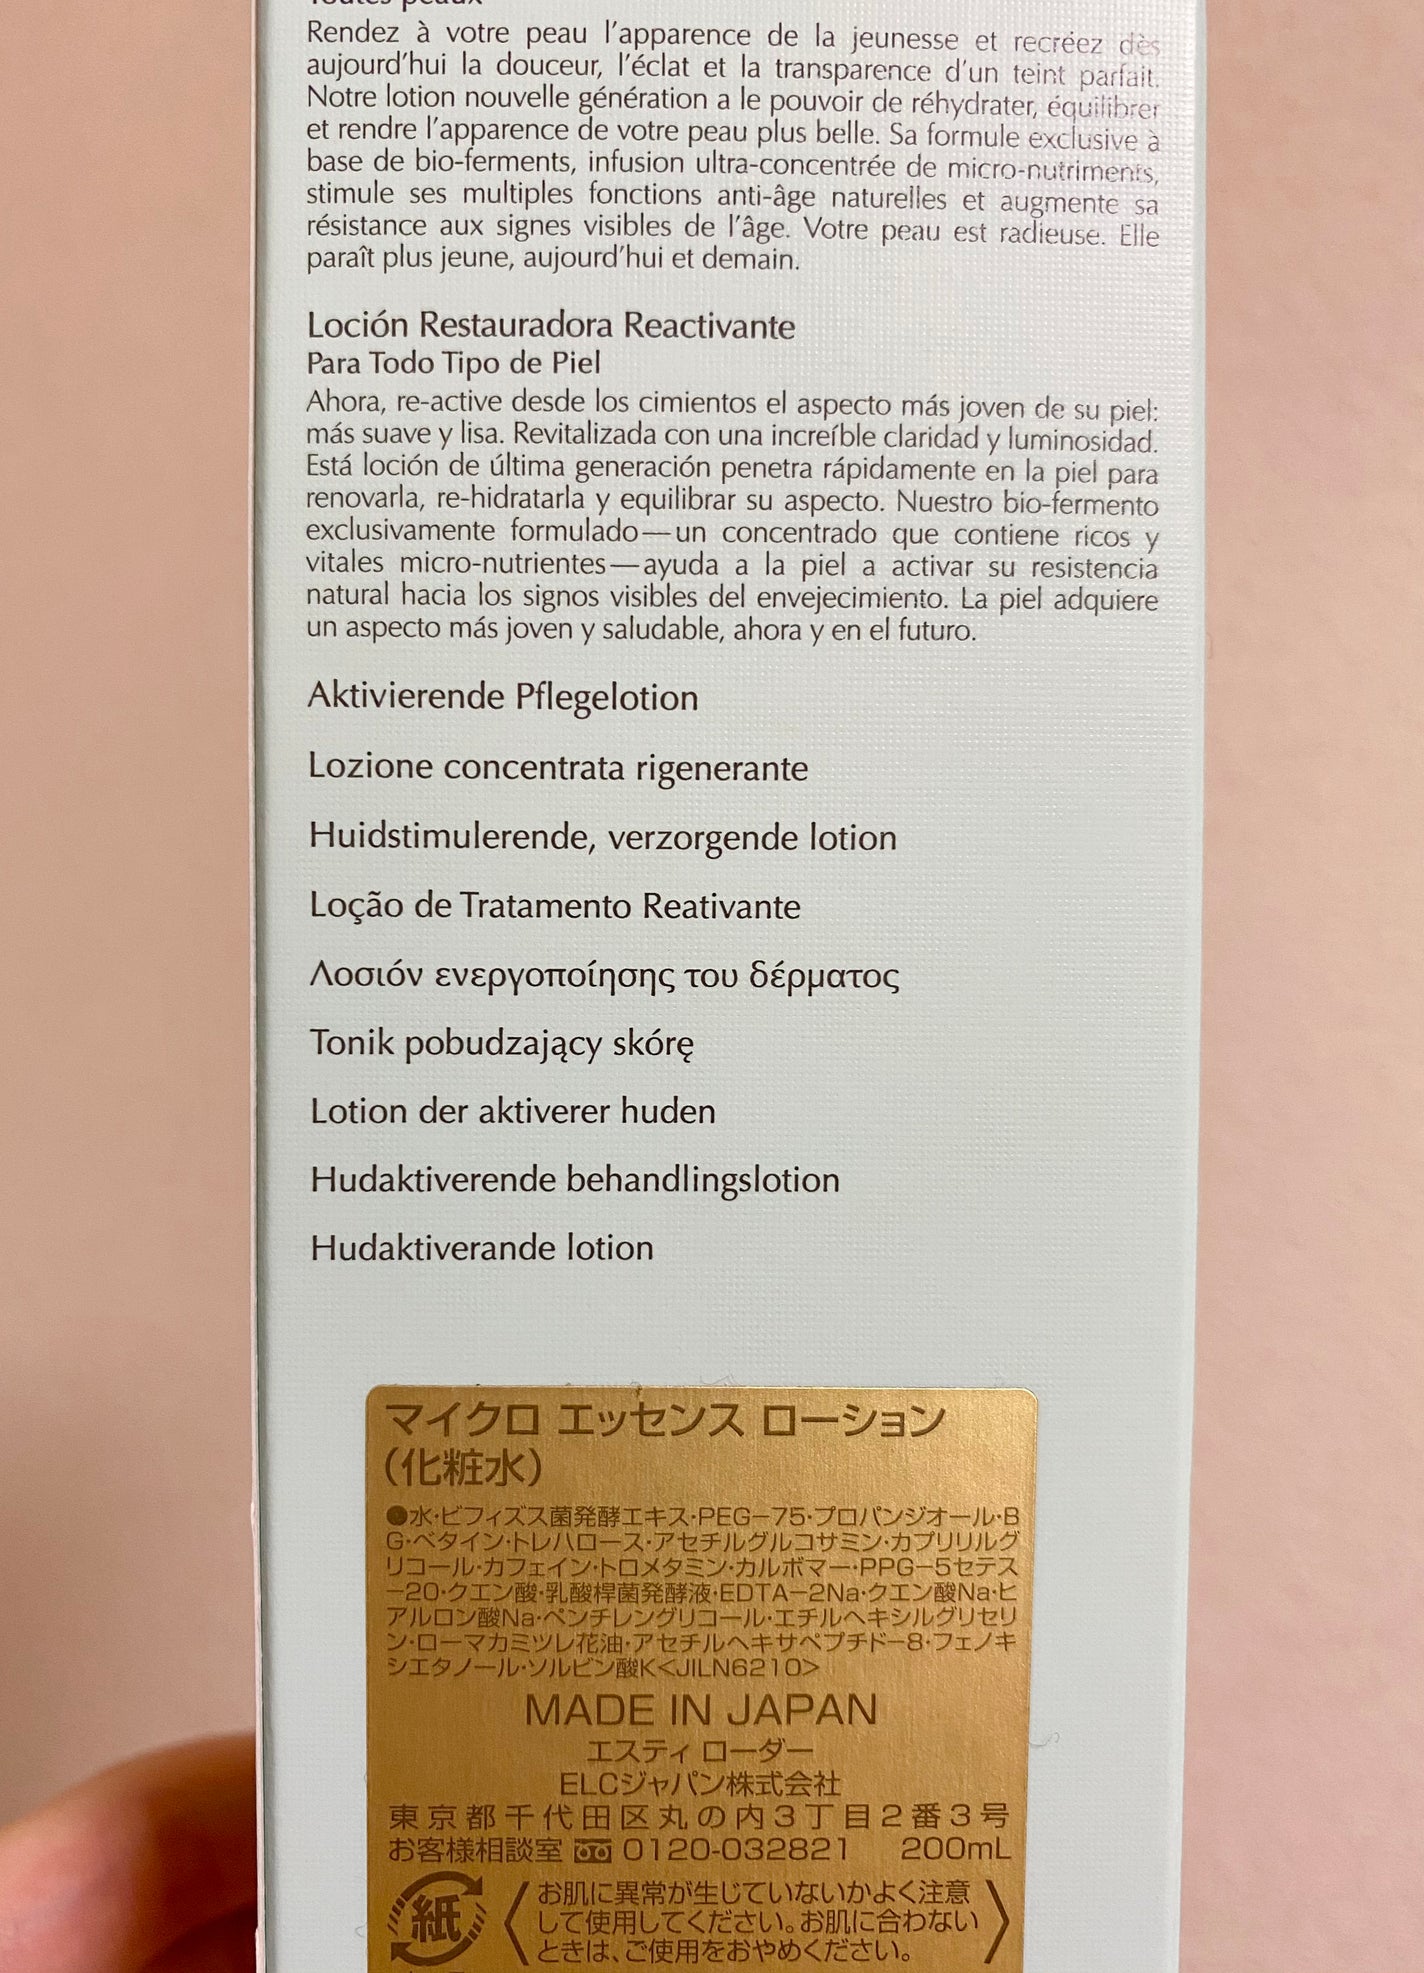 Toutes peaux
Rendez à votre peau l'apparence de la jeunesse et recréez dès
aujourd'hui la douceur, l'éclat et la transparence d'un teint parfait.
Notre lotion nouvelle génération a le pouvoir de réhydrater, équilibrer
et rendre l'apparence de votre peau plus belle. Sa formule exclusive à
base de bio-ferments, infusion ultra-concentrée de micro-nutriments,
stimule ses multiples fonctions anti-âge naturelles et augmente sa
résistance aux signes visibles de l'âge. Votre peau est radieuse. Elle
paraît plus jeune, aujourd'hui et demain.
Loción Restauradora Reactivante
Para Todo Tipo de Piel
Ahora, re-active desde los cimientos el aspecto más joven de su piel:
más suave y lisa. Revitalizada con una increíble claridad y luminosidad.
Está loción de última generación penetra rápidamente en la piel para
renovarla, re-hidratarla y equilibrar su aspecto. Nuestro bio-fermento
exclusivamente formulado—un concentrado que contiene ricos y
vitales micro-nutrientes—ayuda a la piel a activar su resistencia
natural hacia los signos visibles del envejecimiento. La piel adquiere
un aspecto más joven y saludable, ahora y en el futuro.
Aktivierende Pflegelotion
Lozione concentrata rigenerante
Huidstimulerende, verzorgende lotion
Loção de Tratamento Reativante
Λοσιόν ενεργοποίησης του δέρματος
Tonik pobudzający skórę
Lotion der aktiverer huden
Hudaktiverende behandlingslotion
Hudaktiverande lotion
マイクロ エッセンス ローション
(化粧水)
●水・ビフィズス菌発酵エキス・PEG－75・プロパンジオール・B
G・ベタイン・トレハロース・アセチルグルコサミン・カプリリルグ
リコール・カフェイン・トロメタミン・カルボマー・PPG－5セテス
－20・クエン酸・乳酸桿菌発酵液・EDTA－2Na・クエン酸Na・ヒ
アルロン酸Na・ペンチレングリコール・エチルヘキシルグリセリ
ン・ローマカミツレ花油・アセチルヘキサペプチド－8・フェノキ
シエタノール・ソルビン酸K<JILN6210>
MADE IN JAPAN
エスティ ローダー
ELCジャパン株式会社
東京都千代田区丸の内3丁目2番3号
お客様相談室 0120-032821 200mL
紙
〈お肌に異常が生じていないかよく注意
して使用してください。お肌に合わない
ときは、ご使用をおやめください。〉